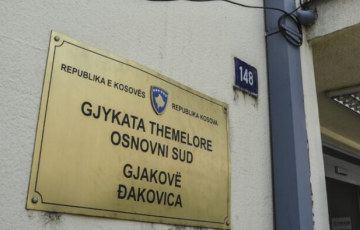 REPUBLIKA E KOSOVËS
REPUBLIKA KOSOVA
GJYKATA THEMELORE
OSNOVNI SUD
GJAKOVË
ĐAKOVICA
148